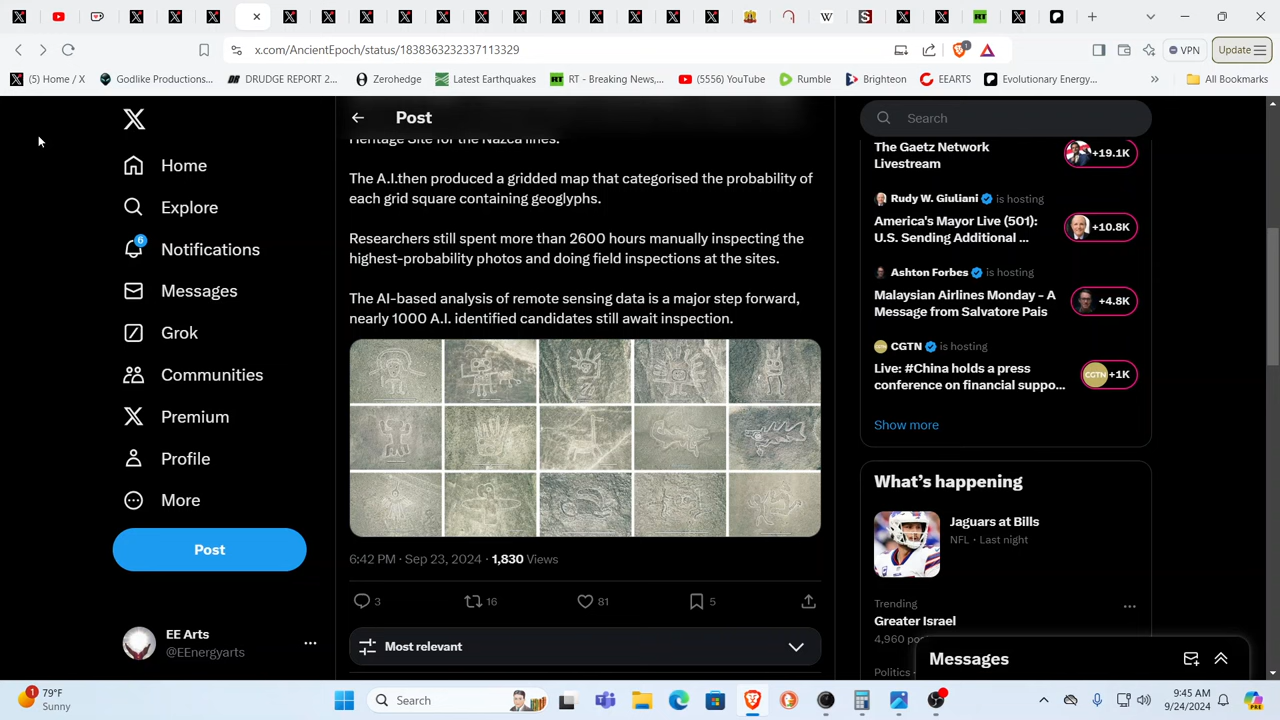 x.com/AncientEpoch/status/1838363232337113329
1
VPN
Update
(5) Home / X
Godlike Productions...
DRUDGE REPORT 2...
Zerohedge
Latest Earthquakes
RT - Breaking News,...
(5556) YouTube
Rumble
Brighteon
EEARTS
Evolutionary Energy...
All Bookmarks
Home
Explore
6
Notifications
Messages
Grok
Communities
Premium
Profile
More
Post
EE Arts
@EEnergyarts
Post
Heritage Site for the Nazca lines.
The A.I.then produced a gridded map that categorised the probability of
each grid square containing geoglyphs.
Researchers still spent more than 2600 hours manually inspecting the
highest-probability photos and doing field inspections at the sites.
The AI-based analysis of remote sensing data is a major step forward,
nearly 1000 A.I. identified candidates still await inspection.
6:42 PM · Sep 23, 2024 · 1,830 Views
3
16
81
5
Most relevant
Search
The Gaetz Network
Livestream
+19.1K
Rudy W. Giuliani is hosting
America's Mayor Live (501):
U.S. Sending Additional ...
+10.8K
Ashton Forbes is hosting
Malaysian Airlines Monday - A
Message from Salvatore Pais
+4.8K
CGTN is hosting
Live: #China holds a press
conference on financial suppo...
CGTN +1K
Show more
What's happening
Jaguars at Bills
NFL · Last night
Trending
Greater Israel
4,960 po
Politics
Messages
1
79°F
Sunny
Search
9:45 AM
9/24/2024